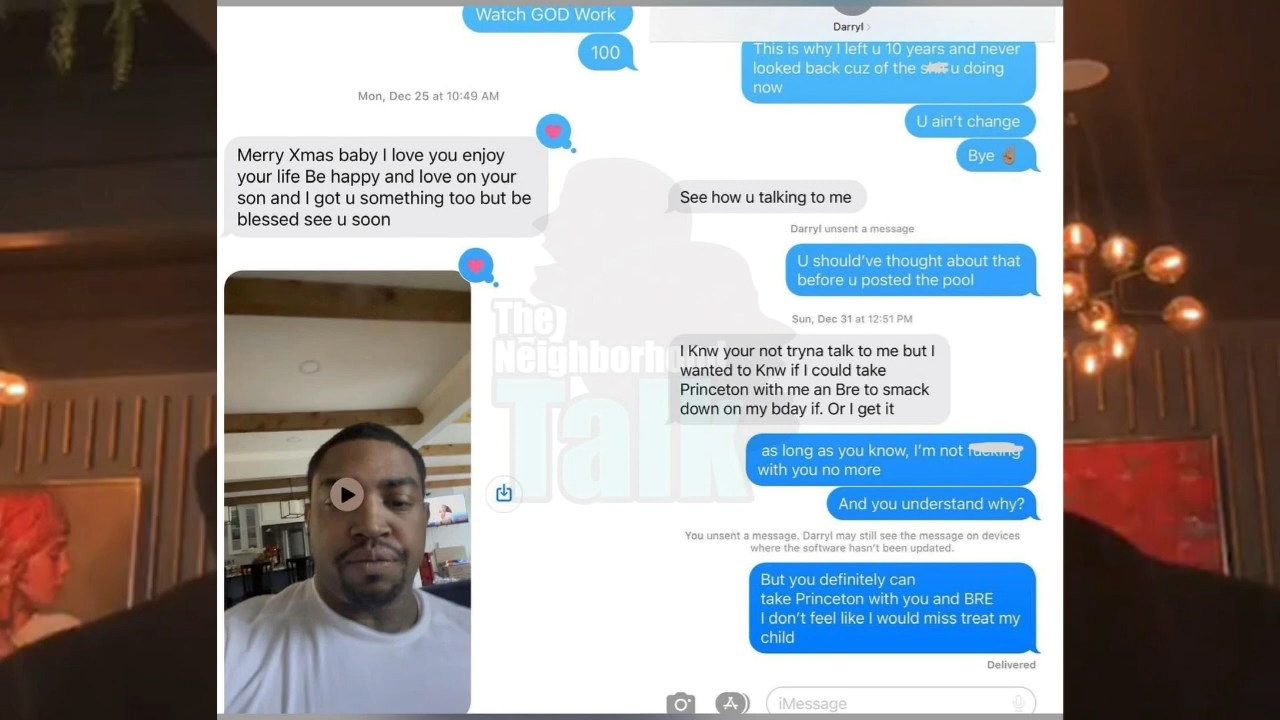 Watch GOD Work
100
Mon, Dec 25 at 10:49 AM
Merry Xmas baby I love you enjoy
your life Be happy and love on your
son and I got u something too but be
blessed see u soon
The
Neighborhood
Talk
Darryl
This is why I left u 10 years and never
looked back cuz of the u doing
now
U ain't change
Bye
See how u talking to me
Darryl unsent a message
U should've thought about that
before u posted the pool
Sun, Dec 31 at 12:51 PM
I Knw your not tryna talk to me but I
wanted to Knw if I could take
Princeton with me an Bre to smack
down on my bday if. Or I get it
as long as you know, I'm not fucking
with you no more
And you understand why?
You unsent a message. Darryl may still see the message on devices
where the software hasn't been updated.
But you definitely can
take Princeton with you and BRE
I don't feel like I would miss treat my
child
Delivered
iMessage